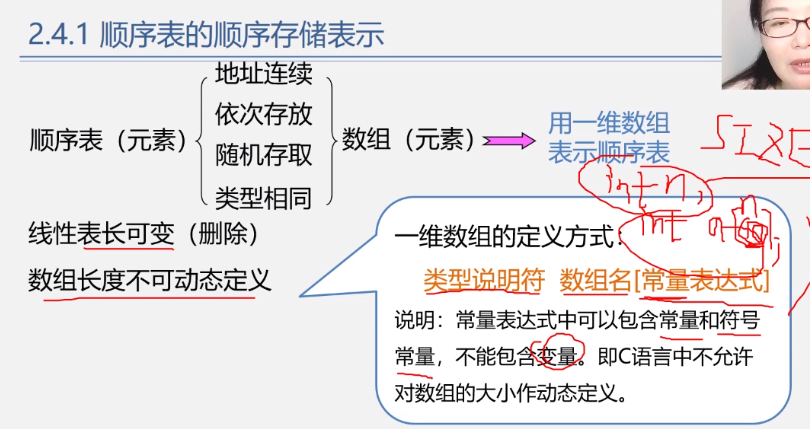 2.4.1 顺序表的顺序存储表示
地址连续
依次存放
顺序表（元素）
随机存取
类型相同
数组（元素）
用一维数组
表示顺序表
SIZE
int n,
线性表长可变（删除）
数组长度不可动态定义
一维数组的定义方式：
类型说明符 数组名[常量表达式]
说明：常量表达式中可以包含常量和符号
常量，不能包含变量。即C语言中不允许
对数组的大小作动态定义。